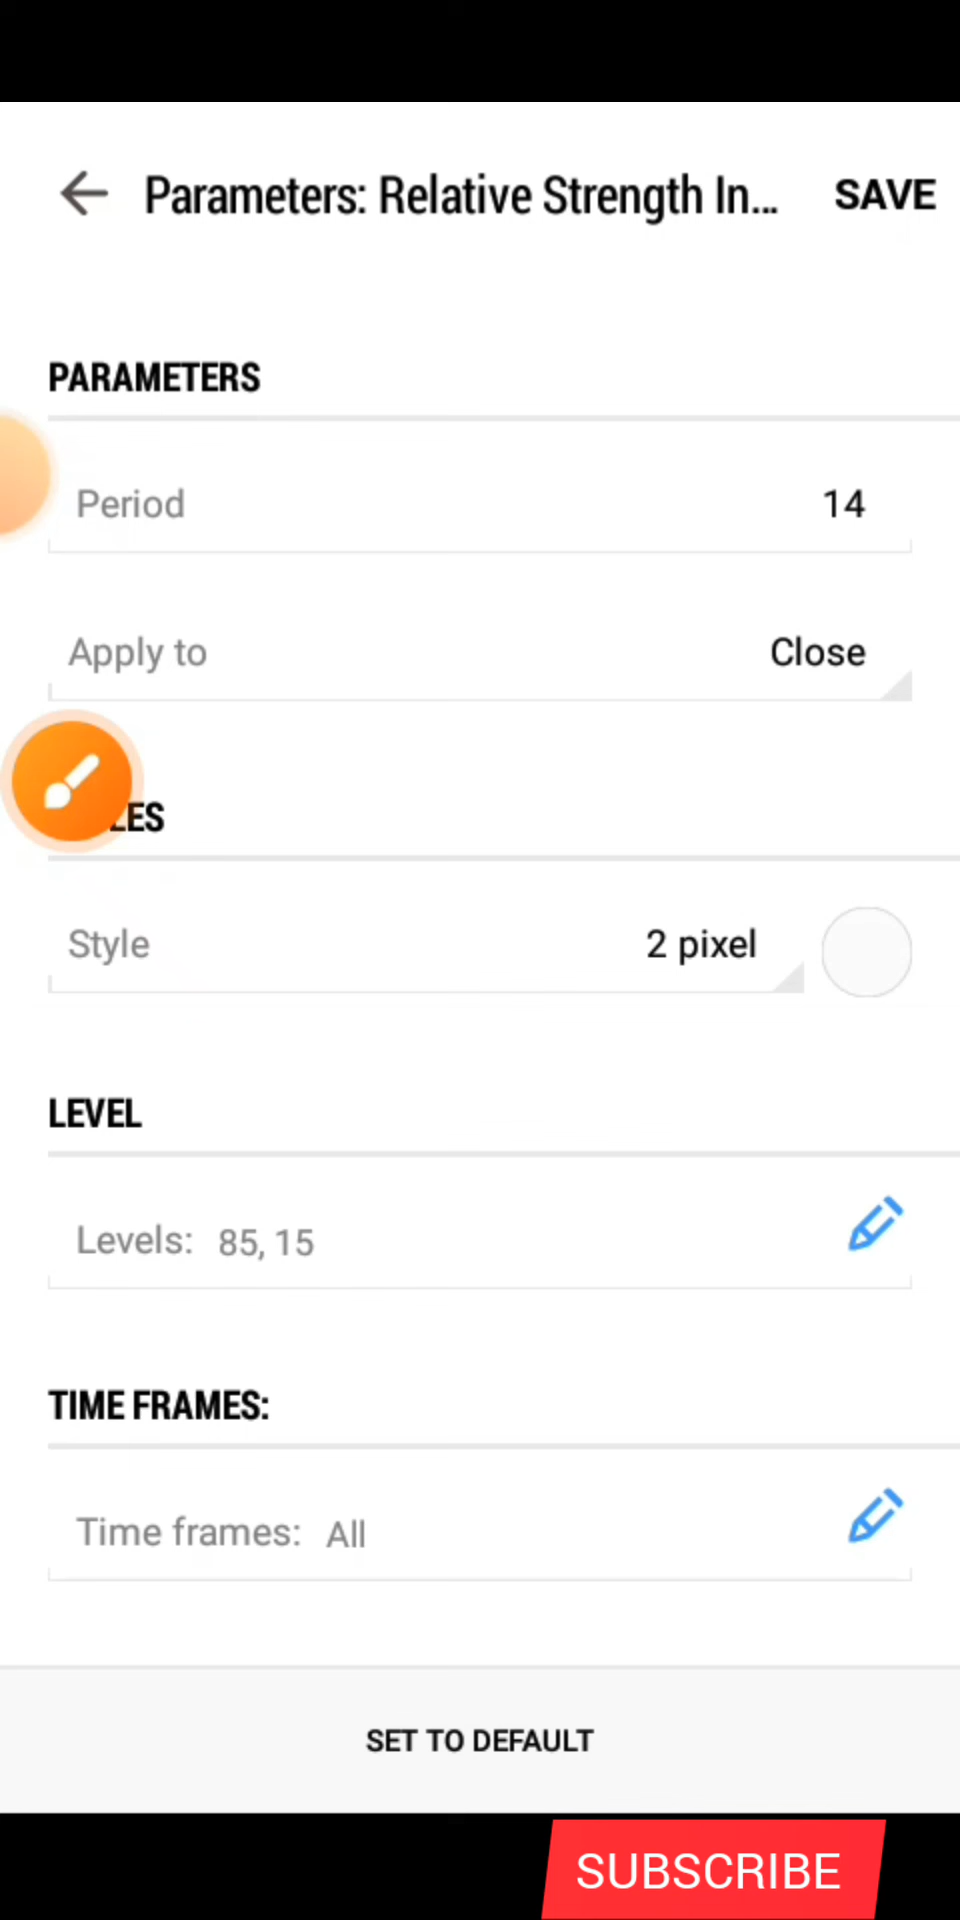 Parameters: Relative Strength In... SAVE
PARAMETERS
Period 14
Apply to Close
LES
Style 2 pixel
LEVEL
Levels: 85, 15
TIME FRAMES:
Time frames: All
SET TO DEFAULT
SUBSCRIBE